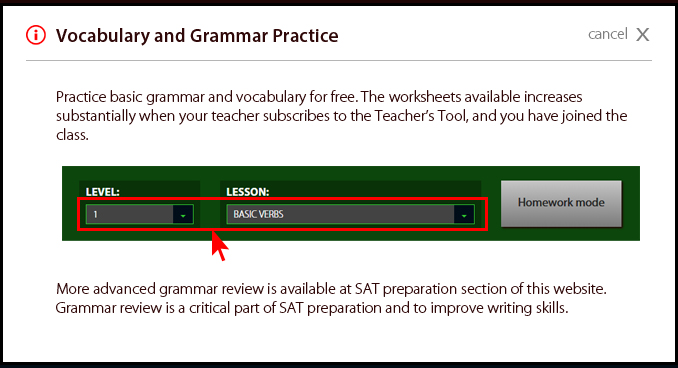 Vocabulary and Grammar Practice
cancel X
Practice basic grammar and vocabulary for free. The worksheets available increases
substantially when your teacher subscribes to the Teacher's Tool, and you have joined the
class.
LEVEL:
1
LESSON:
BASIC VERBS
Homework mode
More advanced grammar review is available at SAT preparation section of this website.
Grammar review is a critical part of SAT preparation and to improve writing skills.